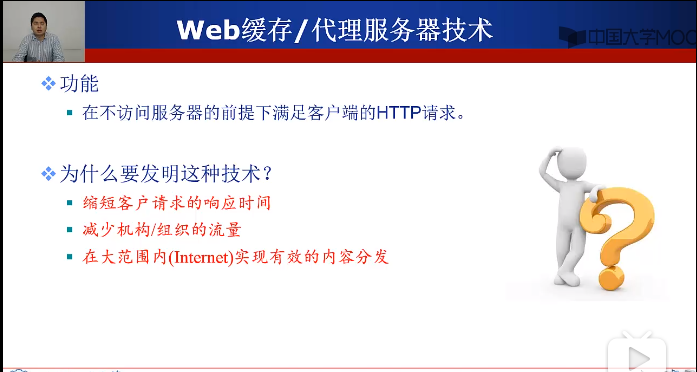 Web缓存/代理服务器技术
中国大学MOOC
功能
在不访问服务器的前提下满足客户端的HTTP请求。
为什么要发明这种技术?
缩短客户请求的响应时间
减少机构/组织的流量
在大范围内(Internet)实现有效的内容分发